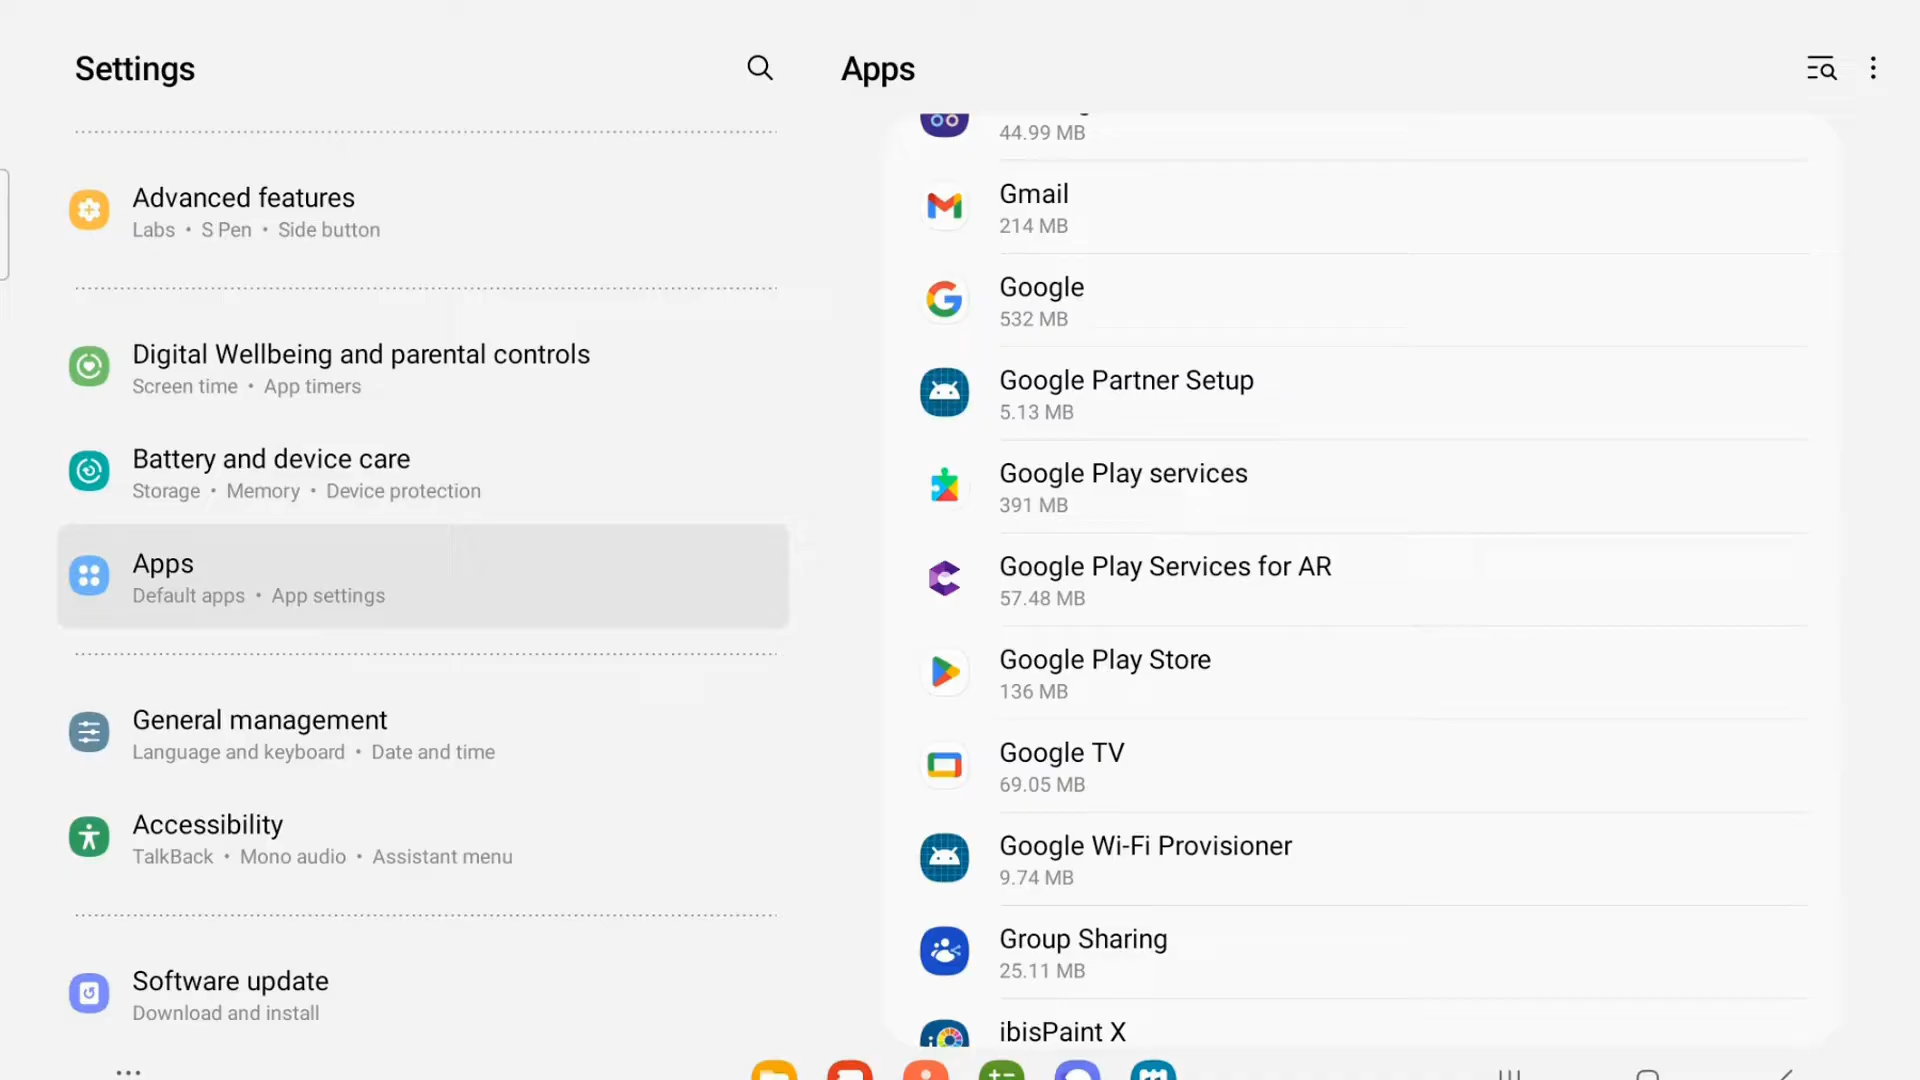 Settings
Advanced features
Labs • S Pen • Side button
Digital Wellbeing and parental controls
Screen time • App timers
Battery and device care
Storage • Memory • Device protection
Apps
Default apps • App settings
General management
Language and keyboard • Date and time
Accessibility
TalkBack • Mono audio • Assistant menu
Software update
Download and install
Apps
44.99 MB
Gmail
214 MB
Google
532 MB
Google Partner Setup
5.13 MB
Google Play services
391 MB
Google Play Services for AR
57.48 MB
Google Play Store
136 MB
Google TV
69.05 MB
Google Wi-Fi Provisioner
9.74 MB
Group Sharing
25.11 MB
ibisPaint X